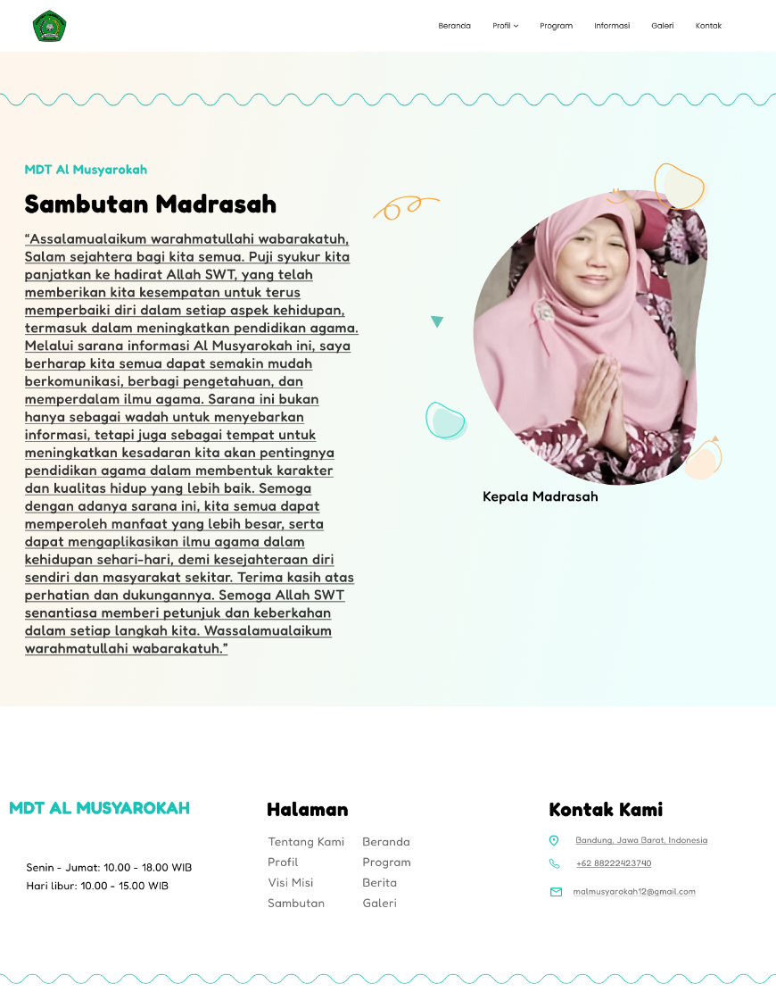 Beranda Profil Program Informasi Galeri Kontak
MDT Al Musyarokah
Sambutan Madrasah
“Assalamualaikum warahmatullahi wabarakatuh,
Salam sejahtera bagi kita semua. Puji syukur kita
panjatkan ke hadirat Allah SWT, yang telah
memberikan kita kesempatan untuk terus
memperbaiki diri dalam setiap aspek kehidupan,
termasuk dalam meningkatkan pendidikan agama.
Melalui sarana informasi Al Musyarokah ini, saya
berharap kita semua dapat semakin mudah
berkomunikasi, berbagi pengetahuan, dan
memperdalam ilmu agama. Sarana ini bukan
hanya sebagai wadah untuk menyebarkan
informasi, tetapi juga sebagai tempat untuk
meningkatkan kesadaran kita akan pentingnya
pendidikan agama dalam membentuk karakter
dan kualitas hidup yang lebih baik. Semoga
dengan adanya sarana ini, kita semua dapat
memperoleh manfaat yang lebih besar, serta
dapat mengaplikasikan ilmu agama dalam
kehidupan sehari-hari, demi kesejahteraan diri
sendiri dan masyarakat sekitar. Terima kasih atas
perhatian dan dukungannya. Semoga Allah SWT
senantiasa memberi petunjuk dan keberkahan
dalam setiap langkah kita. Wassalamualaikum
warahmatullahi wabarakatuh.”
Kepala Madrasah
MDT AL MUSYAROKAH
Senin - Jumat: 10.00 - 18.00 WIB
Hari libur: 10.00 - 15.00 WIB
Halaman
Tentang Kami Beranda
Profil Program
Visi Misi Berita
Sambutan Galeri
Kontak Kami
Bandung, Jawa Barat, Indonesia
+62 88222423740
malmusyarokah12@gmail.com